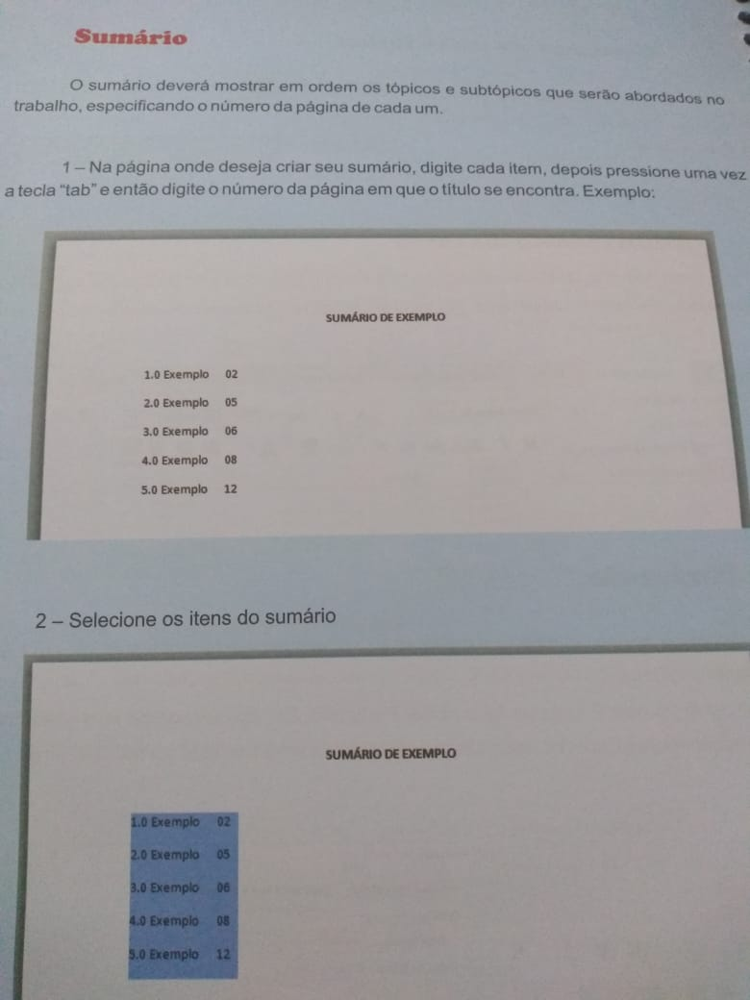 Sumário
O sumário deverá mostrar em ordem os tópicos e subtópicos que serão abordados no
trabalho, especificando o número da página de cada um.
1 – Na página onde deseja criar seu sumário, digite cada item, depois pressione uma vez
a tecla “tab” e então digite o número da página em que o título se encontra. Exemplo:
SUMÁRIO DE EXEMPLO
1.0 Exemplo 02
2.0 Exemplo 05
3.0 Exemplo 06
4.0 Exemplo 08
5.0 Exemplo 12
2 – Selecione os itens do sumário
SUMÁRIO DE EXEMPLO
1.0 Exemplo 02
2.0 Exemplo 05
3.0 Exemplo 06
4.0 Exemplo 08
5.0 Exemplo 12